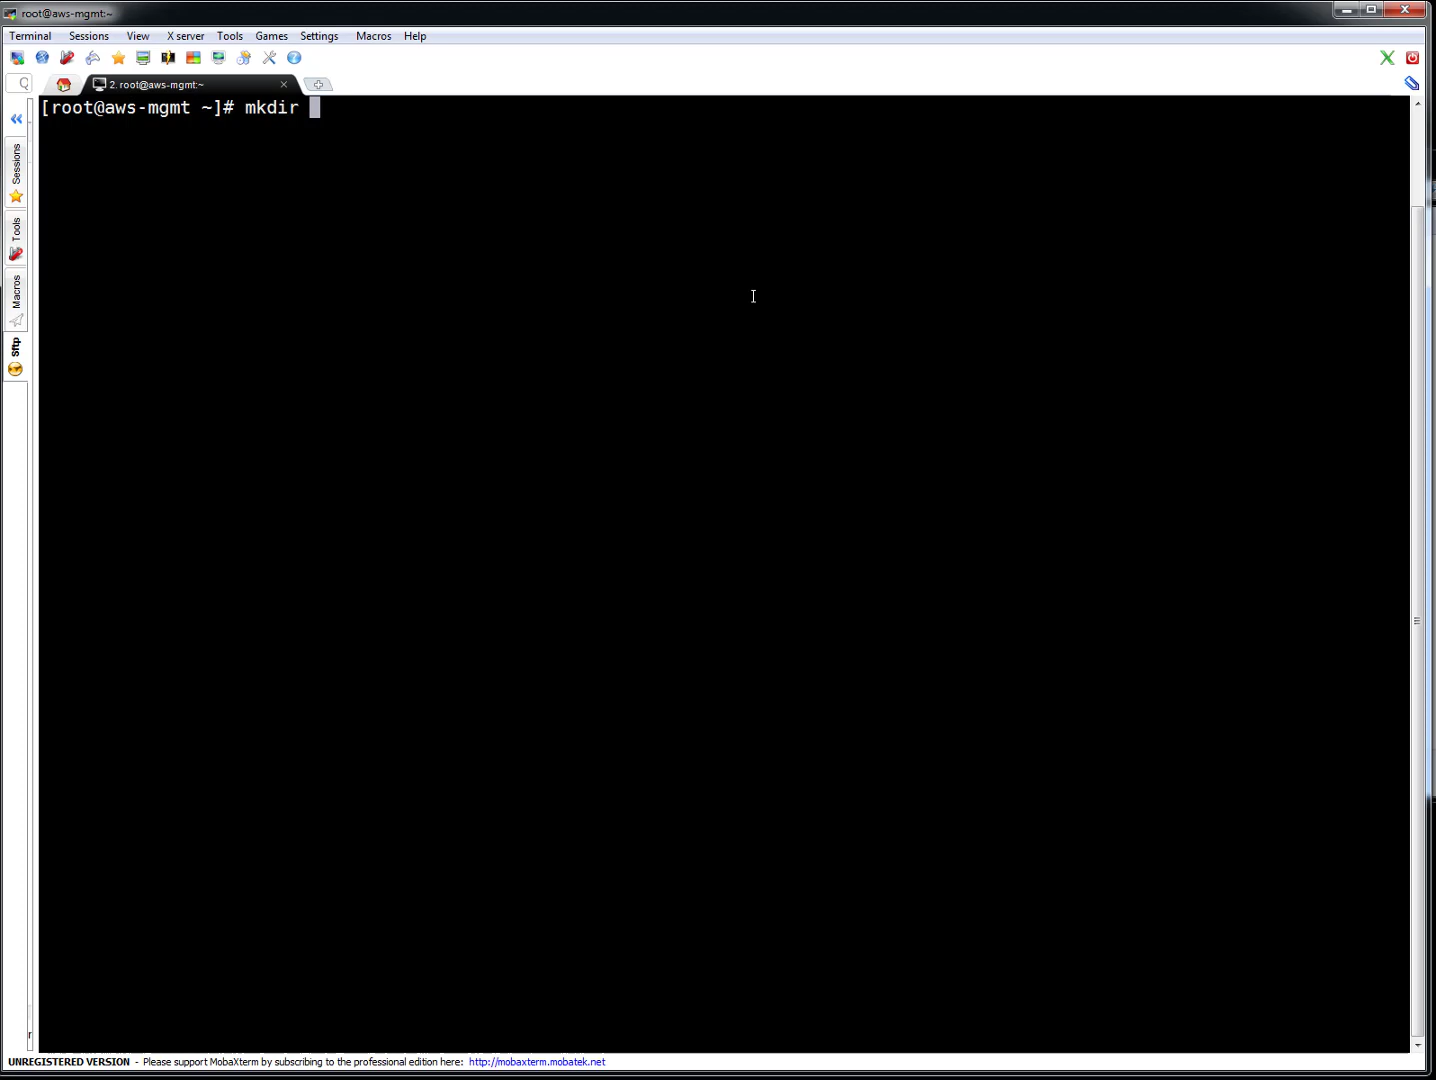 root@aws-mgmt:~
Terminal Sessions View X server Tools Games Settings Macros Help
2. root@aws-mgmt:~
[root@aws-mgmt ~]# mkdir
Sessions
Tools
Macros
Sftp
UNREGISTERED VERSION - Please support MobaXterm by subscribing to the professional edition here: http://mobaxterm.mobatek.net